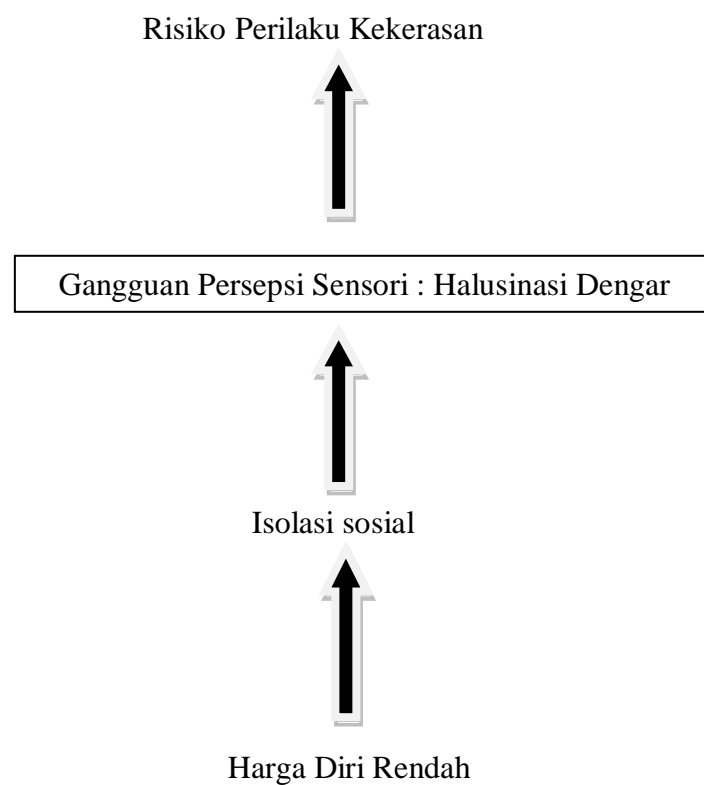 Risiko Perilaku Kekerasan
Gangguan Persepsi Sensori : Halusinasi Dengar
Isolasi sosial
Harga Diri Rendah